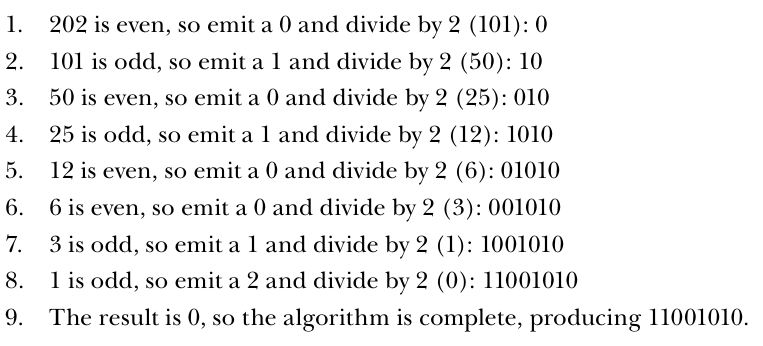 1. 202 is even, so emit a 0 and divide by 2 (101): 0
2. 101 is odd, so emit a 1 and divide by 2 (50): 10
3. 50 is even, so emit a 0 and divide by 2 (25): 010
4. 25 is odd, so emit a 1 and divide by 2 (12): 1010
5. 12 is even, so emit a 0 and divide by 2 (6): 01010
6. 6 is even, so emit a 0 and divide by 2 (3): 001010
7. 3 is odd, so emit a 1 and divide by 2 (1): 1001010
8. 1 is odd, so emit a 2 and divide by 2 (0): 11001010
9. The result is 0, so the algorithm is complete, producing 11001010.